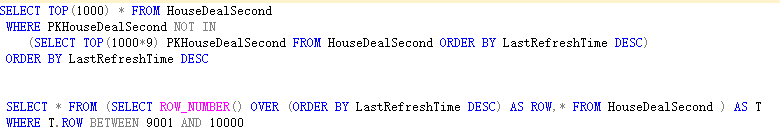 SELECT TOP(1000) * FROM HouseDealSecond
WHERE PKHouseDealSecond NOT IN
(SELECT TOP(1000*9) PKHouseDealSecond FROM HouseDealSecond ORDER BY LastRefreshTime DESC)
ORDER BY LastRefreshTime DESC
SELECT * FROM (SELECT ROW_NUMBER() OVER (ORDER BY LastRefreshTime DESC) AS ROW,* FROM HouseDealSecond ) AS T
WHERE T.ROW BETWEEN 9001 AND 10000